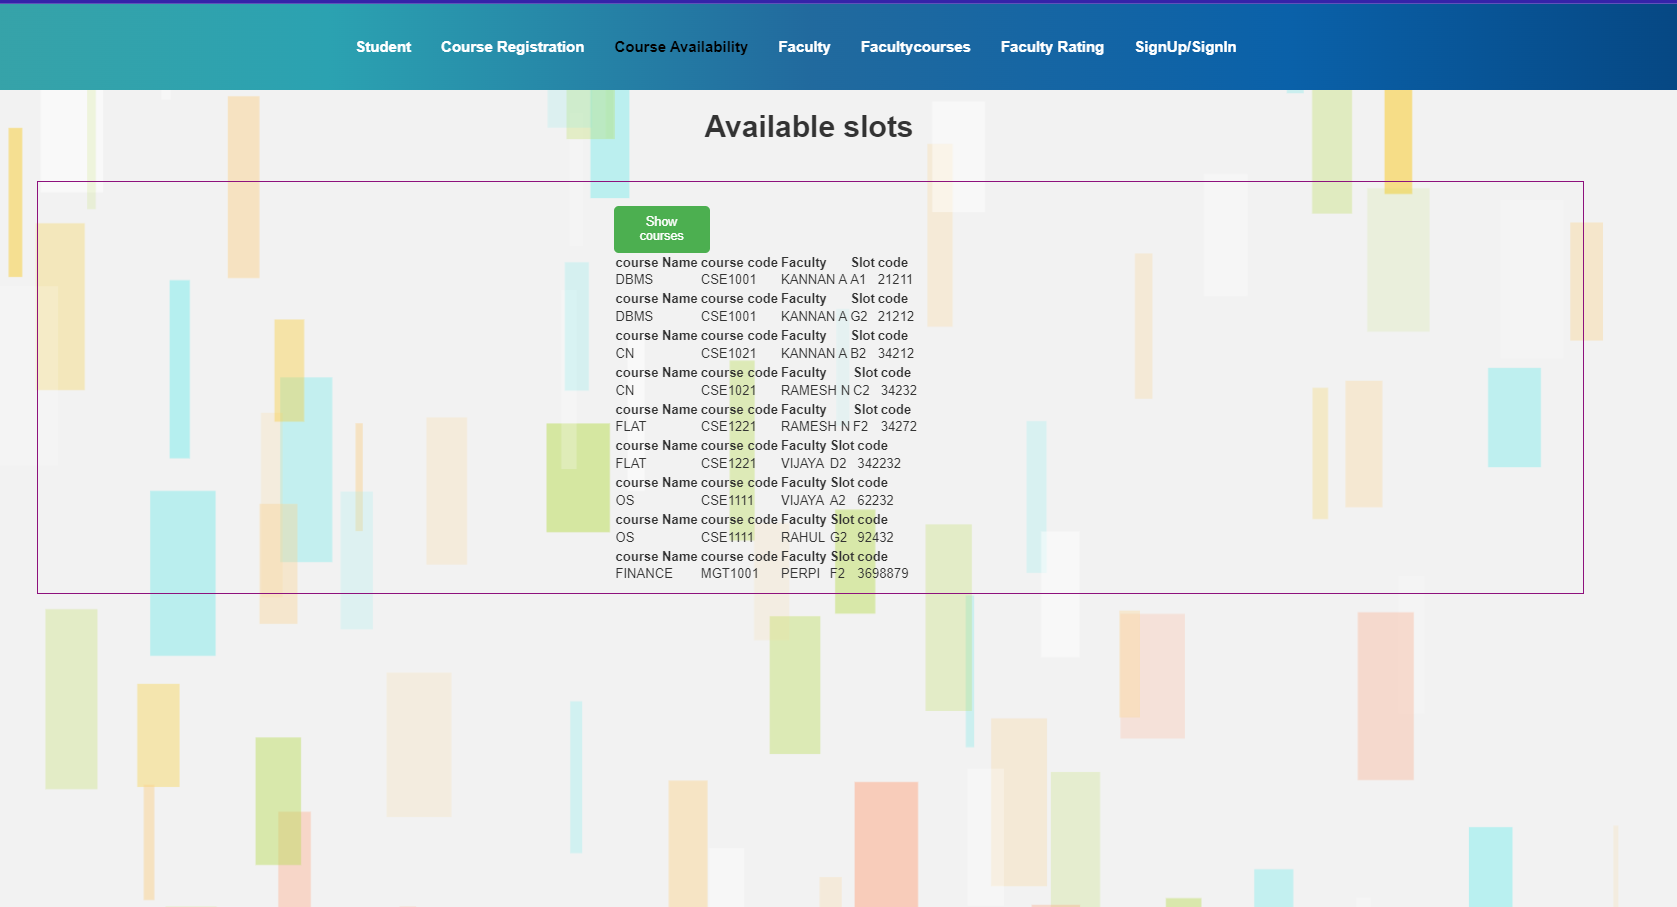 Student Course Registration Course Availability Faculty Facultycourses Faculty Rating SignUp/SignIn
Available slots
Show
courses
course Name course code Faculty Slot code
DBMS CSE1001 KANNAN A A1 21211
course Name course code Faculty Slot code
DBMS CSE1001 KANNAN A G2 21212
course Name course code Faculty Slot code
CN CSE1021 KANNAN A B2 34212
course Name course code Faculty Slot code
CN CSE1021 RAMESH N C2 34232
course Name course code Faculty Slot code
FLAT CSE1221 RAMESH N F2 34272
course Name course code Faculty Slot code
FLAT CSE1221 VIJAYA D2 342232
course Name course code Faculty Slot code
OS CSE1111 VIJAYA A2 62232
course Name course code Faculty Slot code
OS CSE1111 RAHUL G2 92432
course Name course code Faculty Slot code
FINANCE MGT1001 PERPI F2 3698879